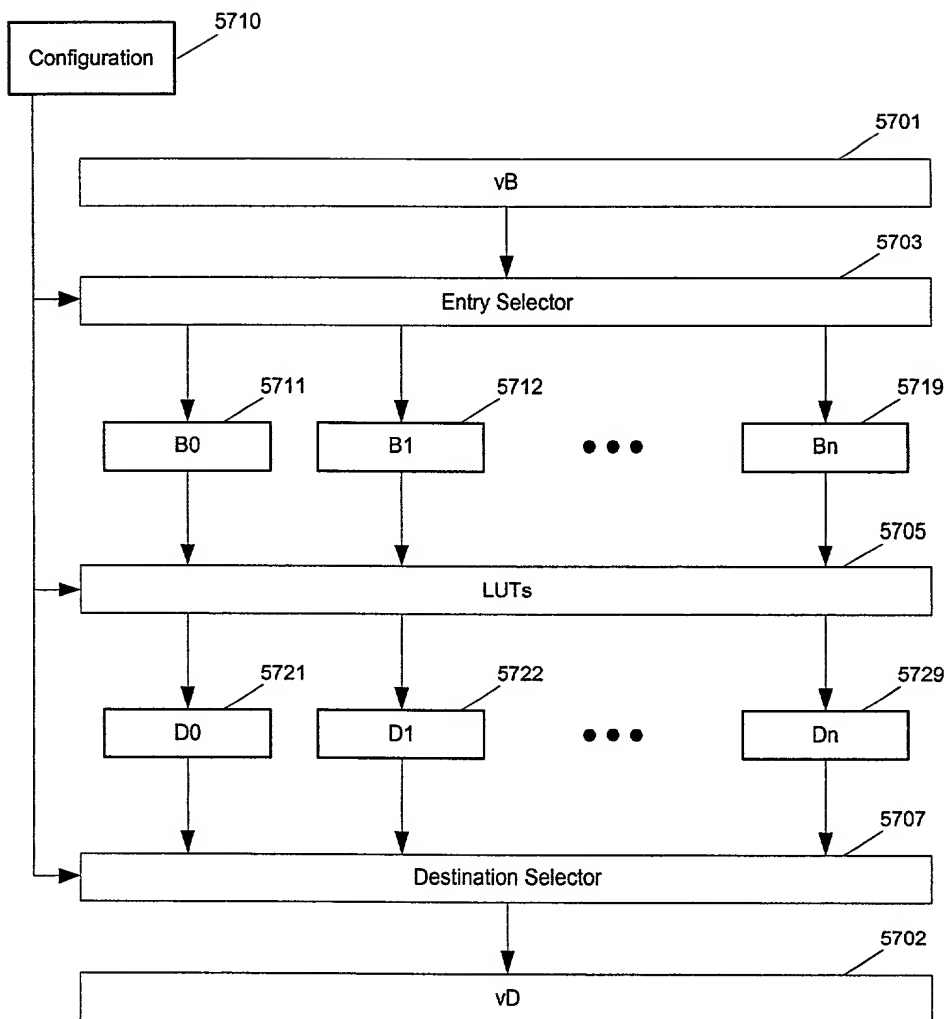 5710
Configuration
5701
vB
5703
Entry Selector
5711 5712 5719
B0 B1 Bn
5705
LUTs
5721 5722 5729
D0 D1 Dn
5707
Destination Selector
5702
vD